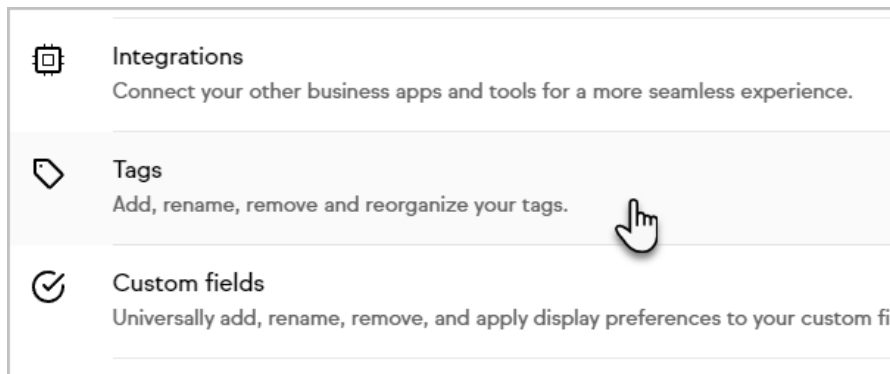 Integrations
Connect your other business apps and tools for a more seamless experience.
Tags
Add, rename, remove and reorganize your tags.
Custom fields
Universally add, rename, remove, and apply display preferences to your custom fi